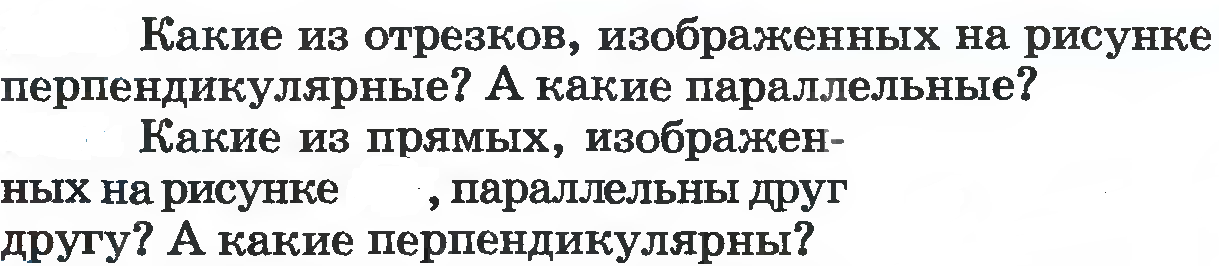 Какие из отрезков, изображенных на рисунке
перпендикулярные? А какие параллельные?
Какие из прямых, изображен-
ных на рисунке , параллельны друг
другу? А какие перпендикулярны?